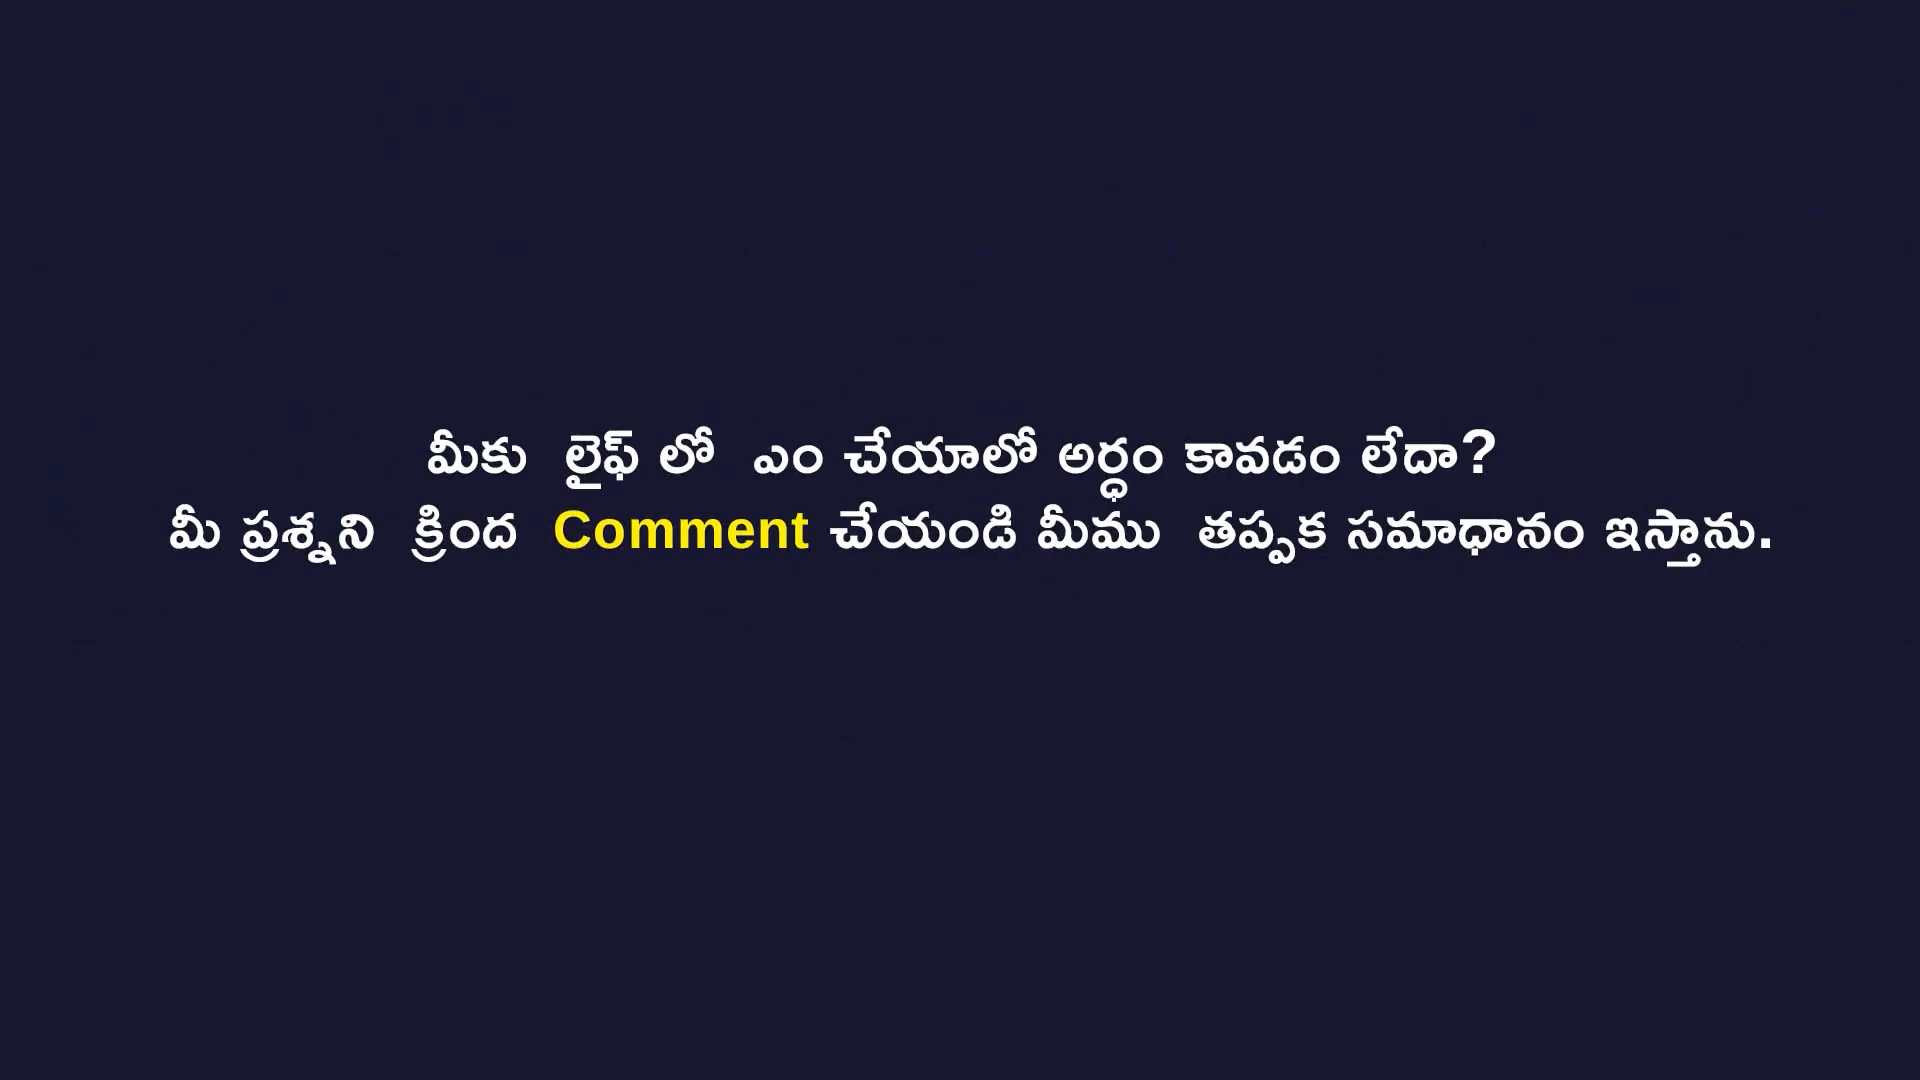 మీకు లైఫ్ లో ఎం చేయాలో అర్ధం కావడం లేదా?
మీ ప్రశ్నని క్రింద Comment చేయండి మీము తప్పక సమాధానం ఇస్తాను.